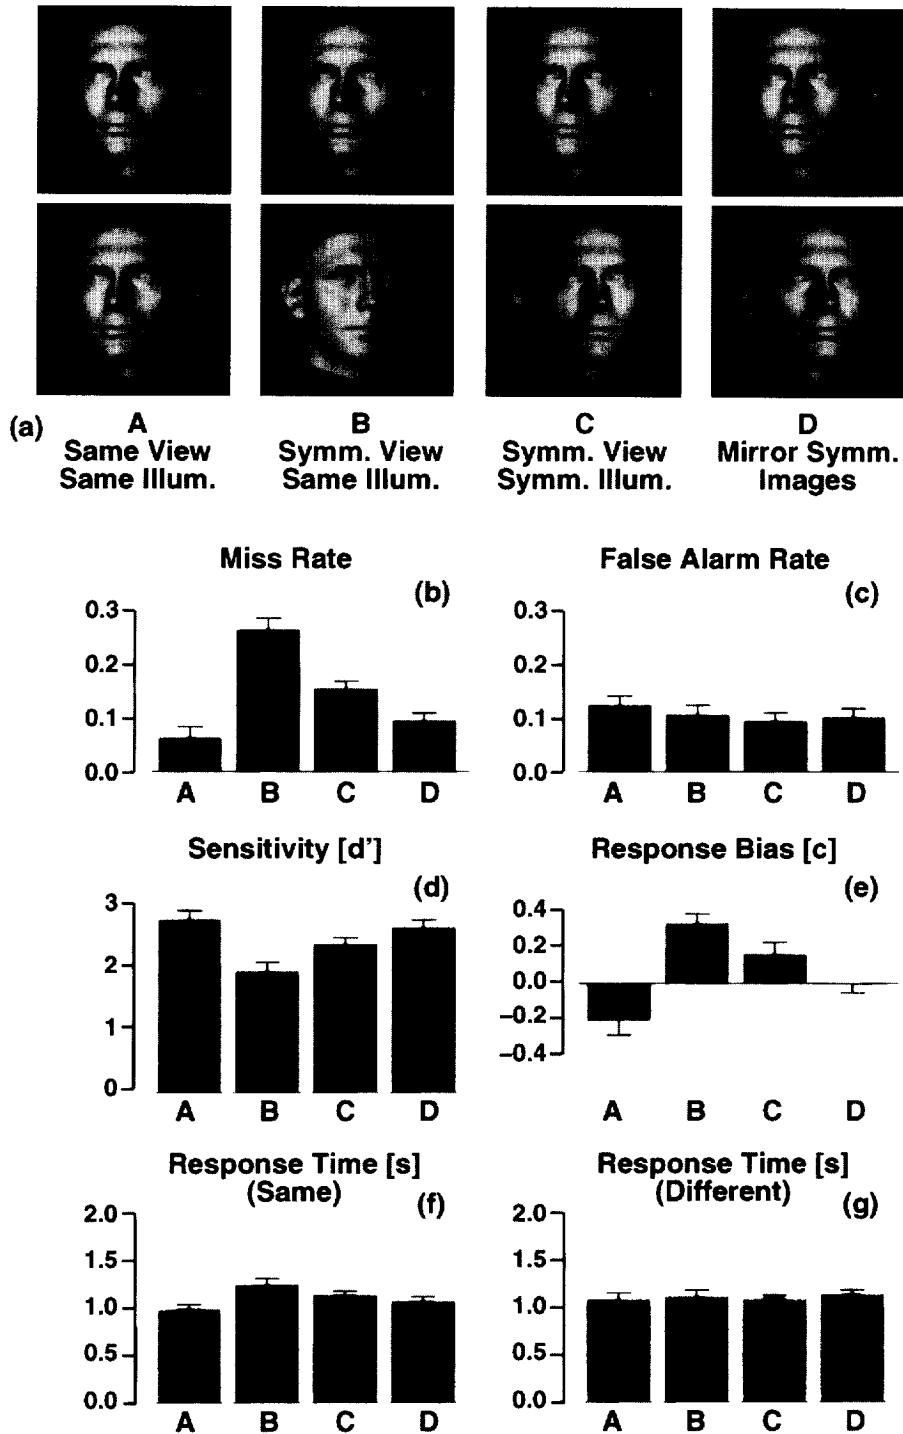 (a)
A B C D
Same View Symm. View Symm. View Mirror Symm.
Same Illum. Same Illum. Symm. Illum. Images
Miss Rate
(b)
0.3
0.2
0.1
0.0
A B C D
False Alarm Rate
(c)
0.3
0.2
0.1
0.0
A B C D
Sensitivity [d']
(d)
3
2
1
0
A B C D
Response Bias [c]
(e)
0.4
0.2
0.0
−0.2
−0.4
A B C D
Response Time [s]
(Same)
(f)
2.0
1.5
1.0
0.5
0.0
A B C D
Response Time [s]
(Different)
(g)
2.0
1.5
1.0
0.5
0.0
A B C D